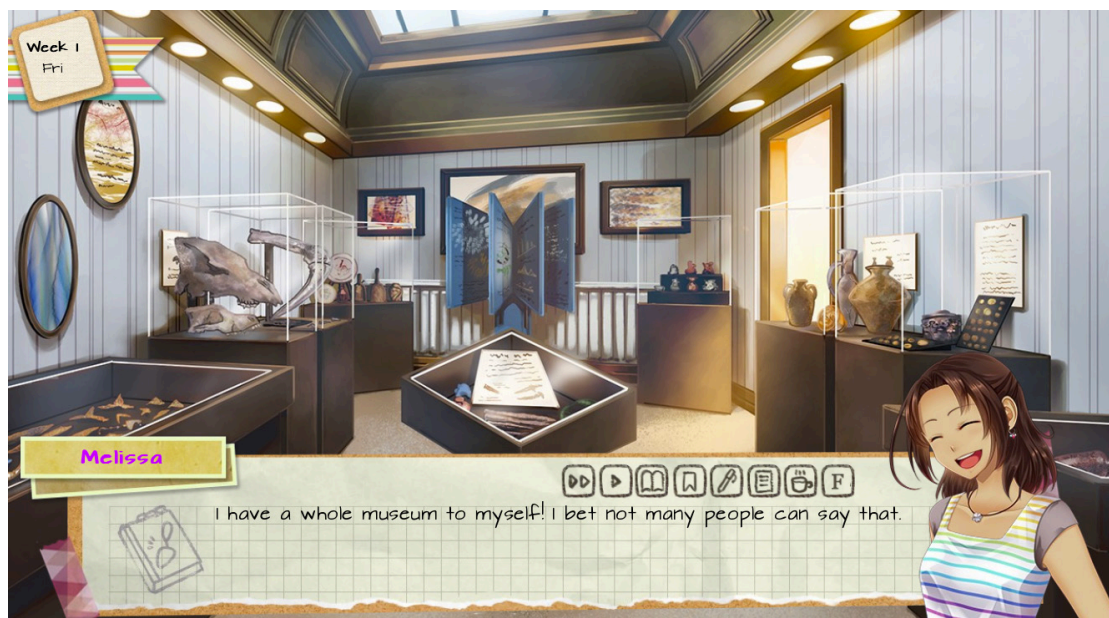 Week 1
Fri
Melissa
F
I have a whole museum to myself! I bet not many people can say that.